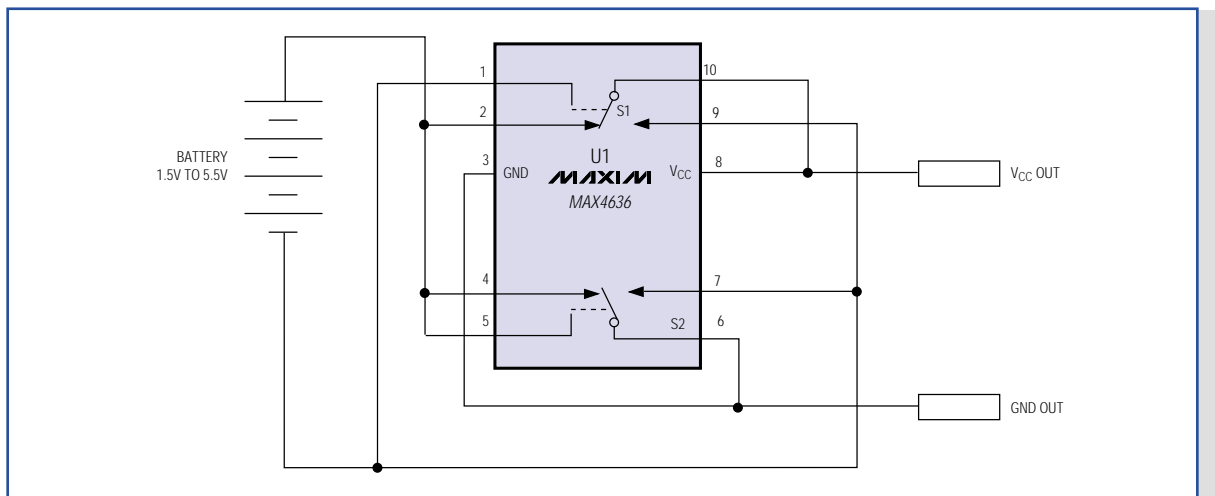 BATTERY
1.5V TO 5.5V
1
2
3
4
5
GND
S1
U1
MAXIM
MAX4636
VCC
S2
10
9
8
7
6
VCC OUT
GND OUT